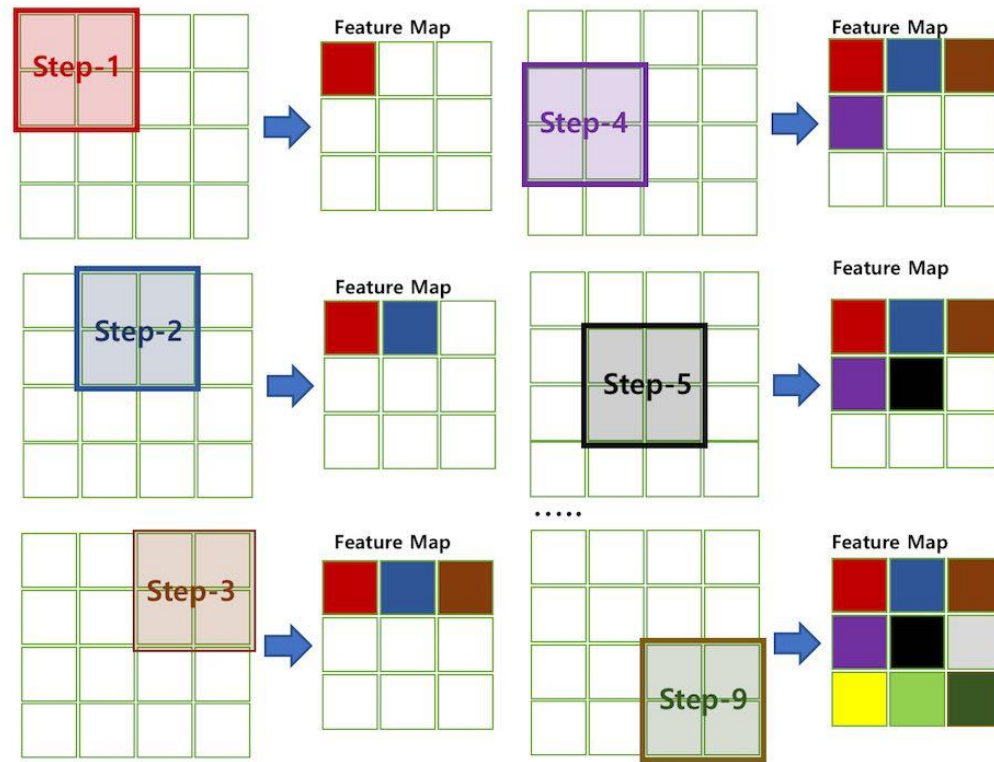 Feature Map
Step-1
Feature Map
Step-2
Feature Map
Step-3
Feature Map
Step-4
Feature Map
Step-5
.....
Feature Map
Step-9